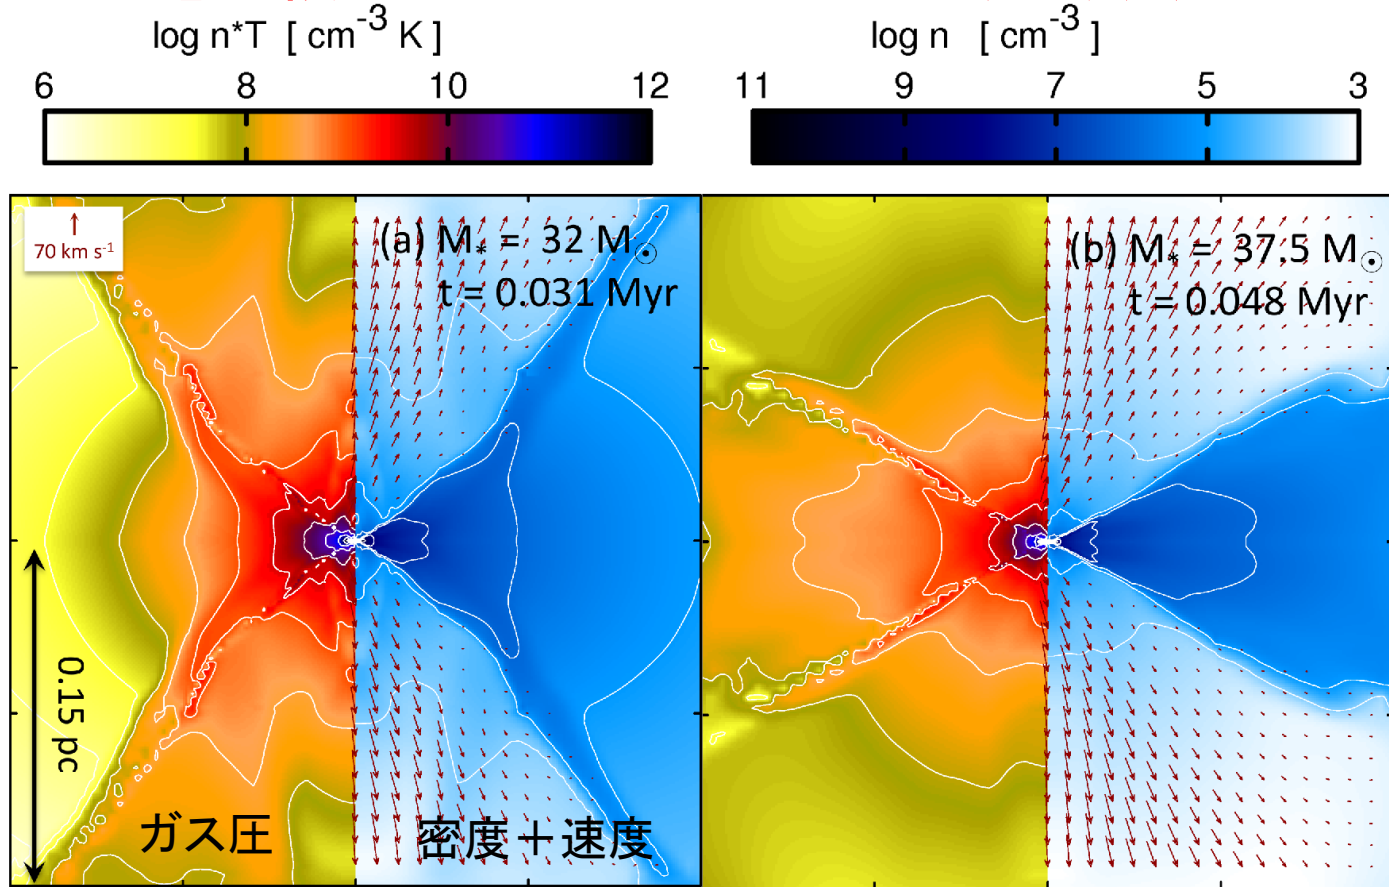 log n*T [ cm⁻³ K ]
6 8 10 12
log n [ cm⁻³ ]
11 9 7 5 3
70 km s⁻¹
(a) M* = 32 M☉
t = 0.031 Myr
(b) M* = 37.5 M☉
t = 0.048 Myr
0.15 pc
ガス圧
密度＋速度